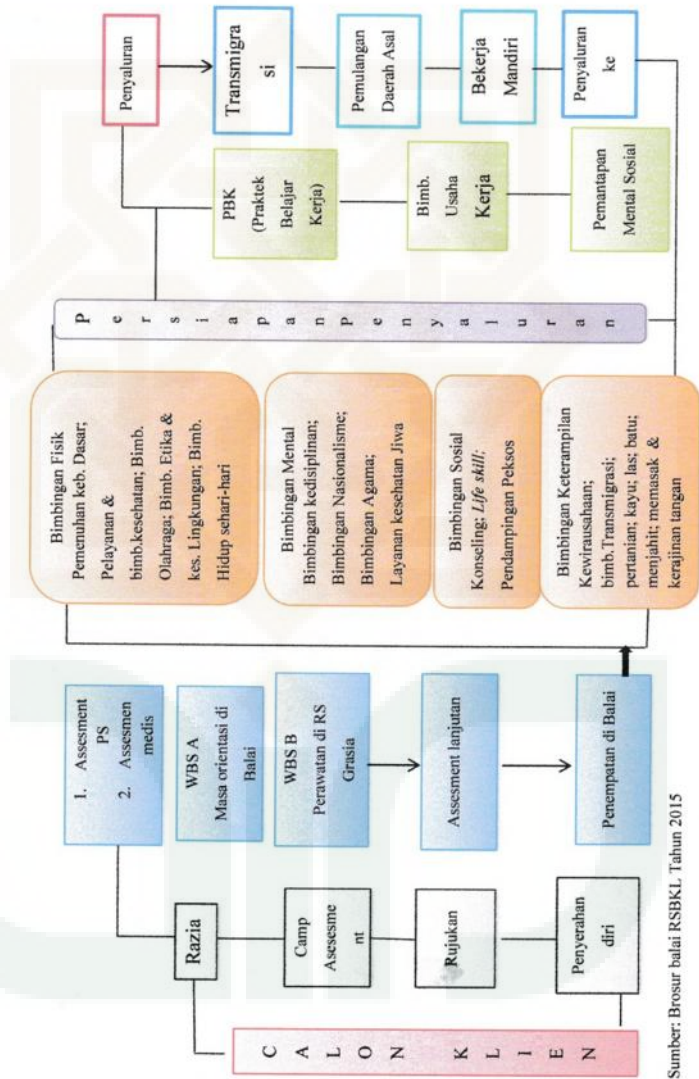 C A L O N K L I E N
Razia
Camp
Asesesme
nt
Rujukan
Penyerahan
diri
1. Assesment
PS
2. Assesmen
medis
WBS A
Masa orientasi di
Balai
WBS B
Perawatan di RS
Grasia
Assesment lanjutan
Penempatan di Balai
Bimbingan Fisik
Pemenuhan keb. Dasar;
Pelayanan &
bimb.kesehatan; Bimb.
Olahraga; Bimb. Etika &
kes. Lingkungan; Bimb.
Hidup sehari-hari
Bimbingan Mental
Bimbingan kedisiplinan;
Bimbingan Nasionalisme;
Bimbingan Agama;
Layanan kesehatan Jiwa
Bimbingan Sosial
Konseling; Life skill;
Pendampingan Peksos
Bimbingan Keterampilan
Kewirausahaan;
bimb.Transmigrasi;
pertanian; kayu; las; batu;
menjahit; memasak &
kerajinan tangan
P e r s i a p a n P e n y a l u r a n
PBK
(Praktek
Belajar
Kerja)
Bimb.
Usaha
Kerja
Pemantapan
Mental Sosial
Penyaluran
Transmigra
si
Pemulangan
Daerah Asal
Bekerja
Mandiri
Penyaluran
ke
Sumber: Brosur balai RSBKL Tahun 2015